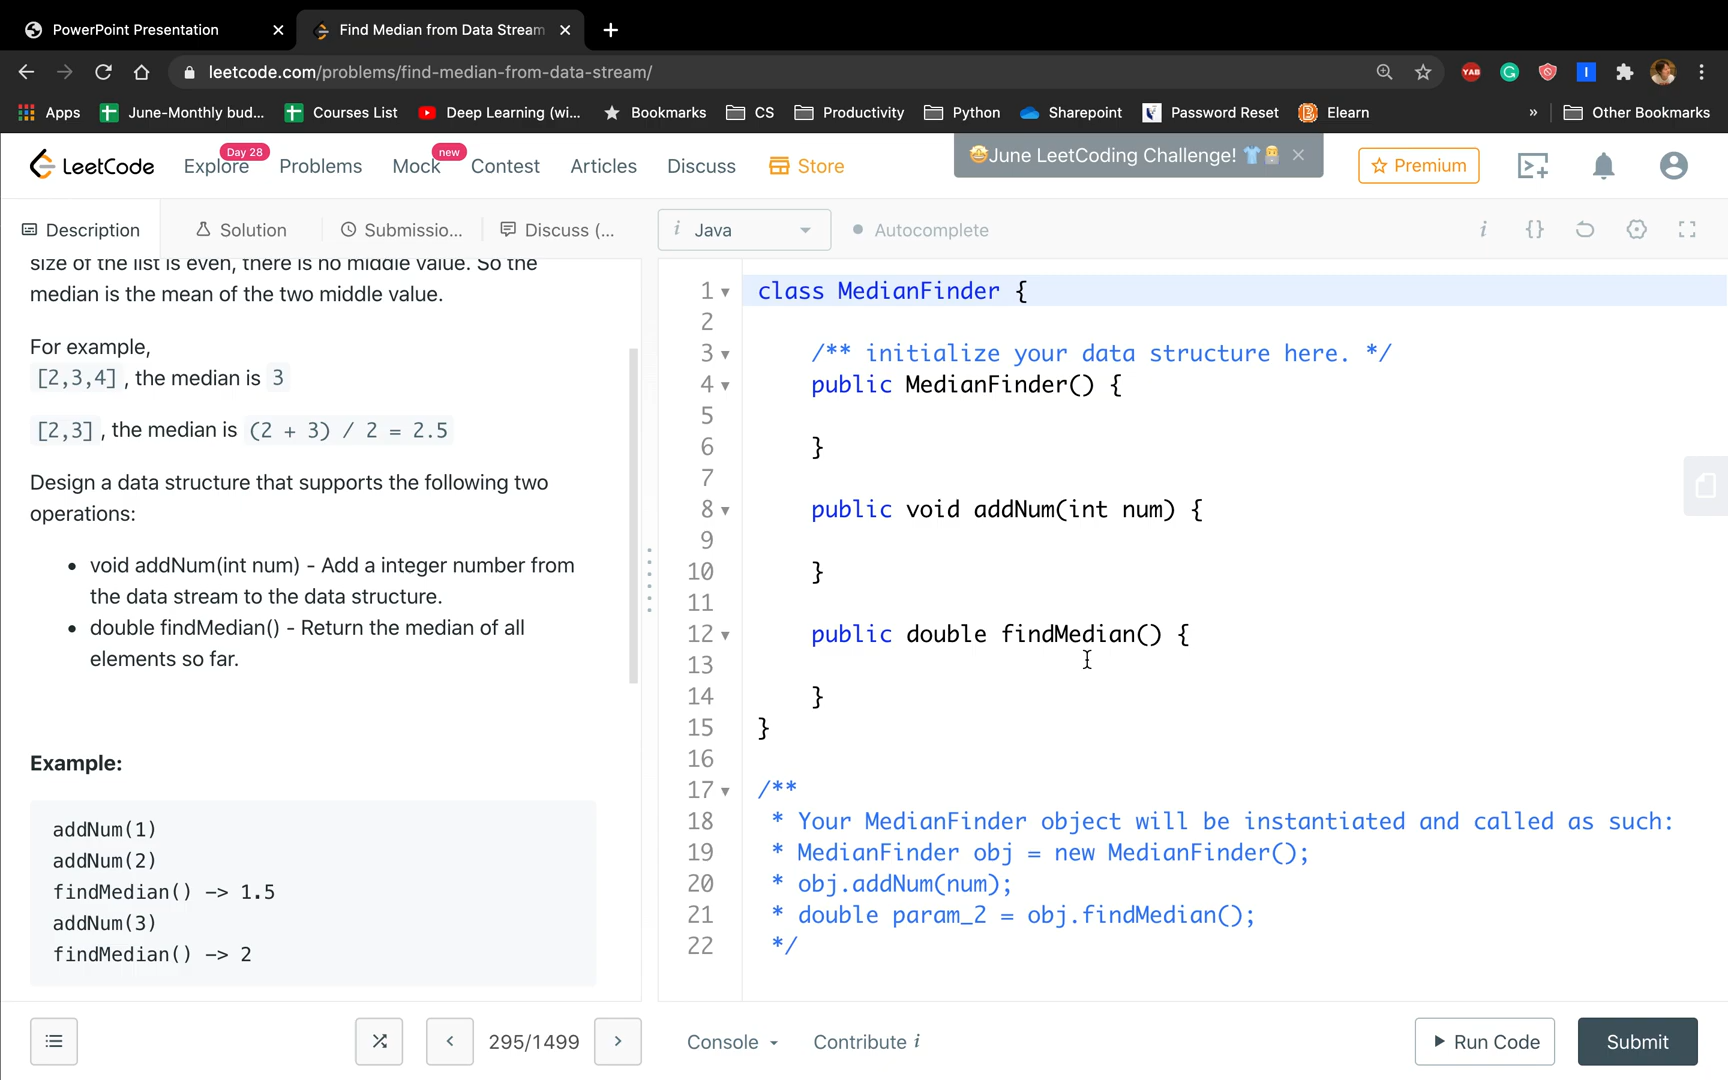 PowerPoint Presentation
Find Median from Data Stream
leetcode.com/problems/find-median-from-data-stream/
Apps
June-Monthly bud...
Courses List
Deep Learning (wi...
Bookmarks
CS
Productivity
Python
Sharepoint
Password Reset
Elearn
»
Other Bookmarks
LeetCode
Explore
Day 28
Problems
Mock
new
Contest
Articles
Discuss
Store
🤩June LeetCoding Challenge!
Premium
Description
Solution
Submissio...
Discuss (...
i Java
Autocomplete
i
{}
size of the list is even, there is no middle value. So the
median is the mean of the two middle value.
For example,
[2,3,4] , the median is 3
[2,3] , the median is (2 + 3) / 2 = 2.5
Design a data structure that supports the following two
operations:
• void addNum(int num) - Add a integer number from
the data stream to the data structure.
• double findMedian() - Return the median of all
elements so far.
Example:
addNum(1)
addNum(2)
findMedian() -> 1.5
addNum(3)
findMedian() -> 2
1 class MedianFinder {
2
3 /** initialize your data structure here. */
4 public MedianFinder() {
5
6 }
7
8 public void addNum(int num) {
9
10 }
11
12 public double findMedian() {
13
14 }
15 }
16
17 /**
18 * Your MedianFinder object will be instantiated and called as such:
19 * MedianFinder obj = new MedianFinder();
20 * obj.addNum(num);
21 * double param_2 = obj.findMedian();
22 */
295/1499
Console
Contribute i
Run Code
Submit